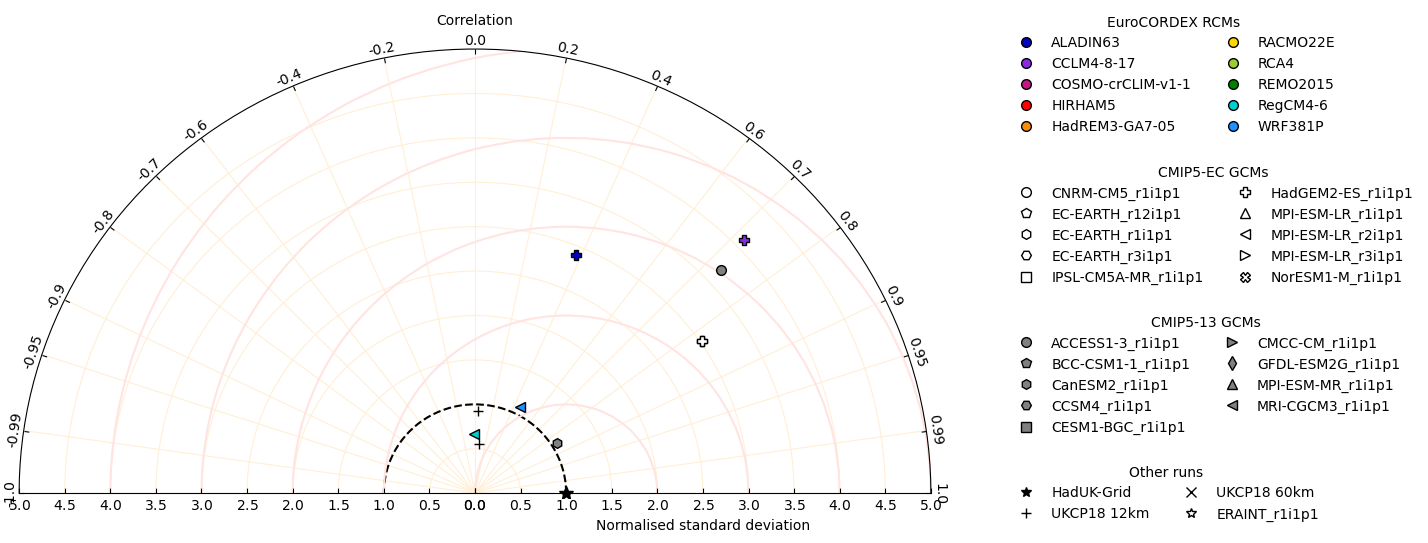 Correlation
-1.0
-0.99
-0.95
-0.9
-0.8
-0.7
-0.6
-0.4
-0.2
0.0
0.2
0.4
0.6
0.7
0.8
0.9
0.95
0.99
1.0
5.0 4.5 4.0 3.5 3.0 2.5 2.0 1.5 1.0 0.5 0.0 0.5 1.0 1.5 2.0 2.5 3.0 3.5 4.0 4.5 5.0
Normalised standard deviation
EuroCORDEX RCMs
ALADIN63 RACMO22E
CCLM4-8-17 RCA4
COSMO-crCLIM-v1-1 REMO2015
HIRHAM5 RegCM4-6
HadREM3-GA7-05 WRF381P
CMIP5-EC GCMs
CNRM-CM5_r1i1p1 HadGEM2-ES_r1i1p1
EC-EARTH_r12i1p1 MPI-ESM-LR_r1i1p1
EC-EARTH_r1i1p1 MPI-ESM-LR_r2i1p1
EC-EARTH_r3i1p1 MPI-ESM-LR_r3i1p1
IPSL-CM5A-MR_r1i1p1 NorESM1-M_r1i1p1
CMIP5-13 GCMs
ACCESS1-3_r1i1p1 CMCC-CM_r1i1p1
BCC-CSM1-1_r1i1p1 GFDL-ESM2G_r1i1p1
CanESM2_r1i1p1 MPI-ESM-MR_r1i1p1
CCSM4_r1i1p1 MRI-CGCM3_r1i1p1
CESM1-BGC_r1i1p1
Other runs
HadUK-Grid UKCP18 60km
UKCP18 12km ERAINT_r1i1p1